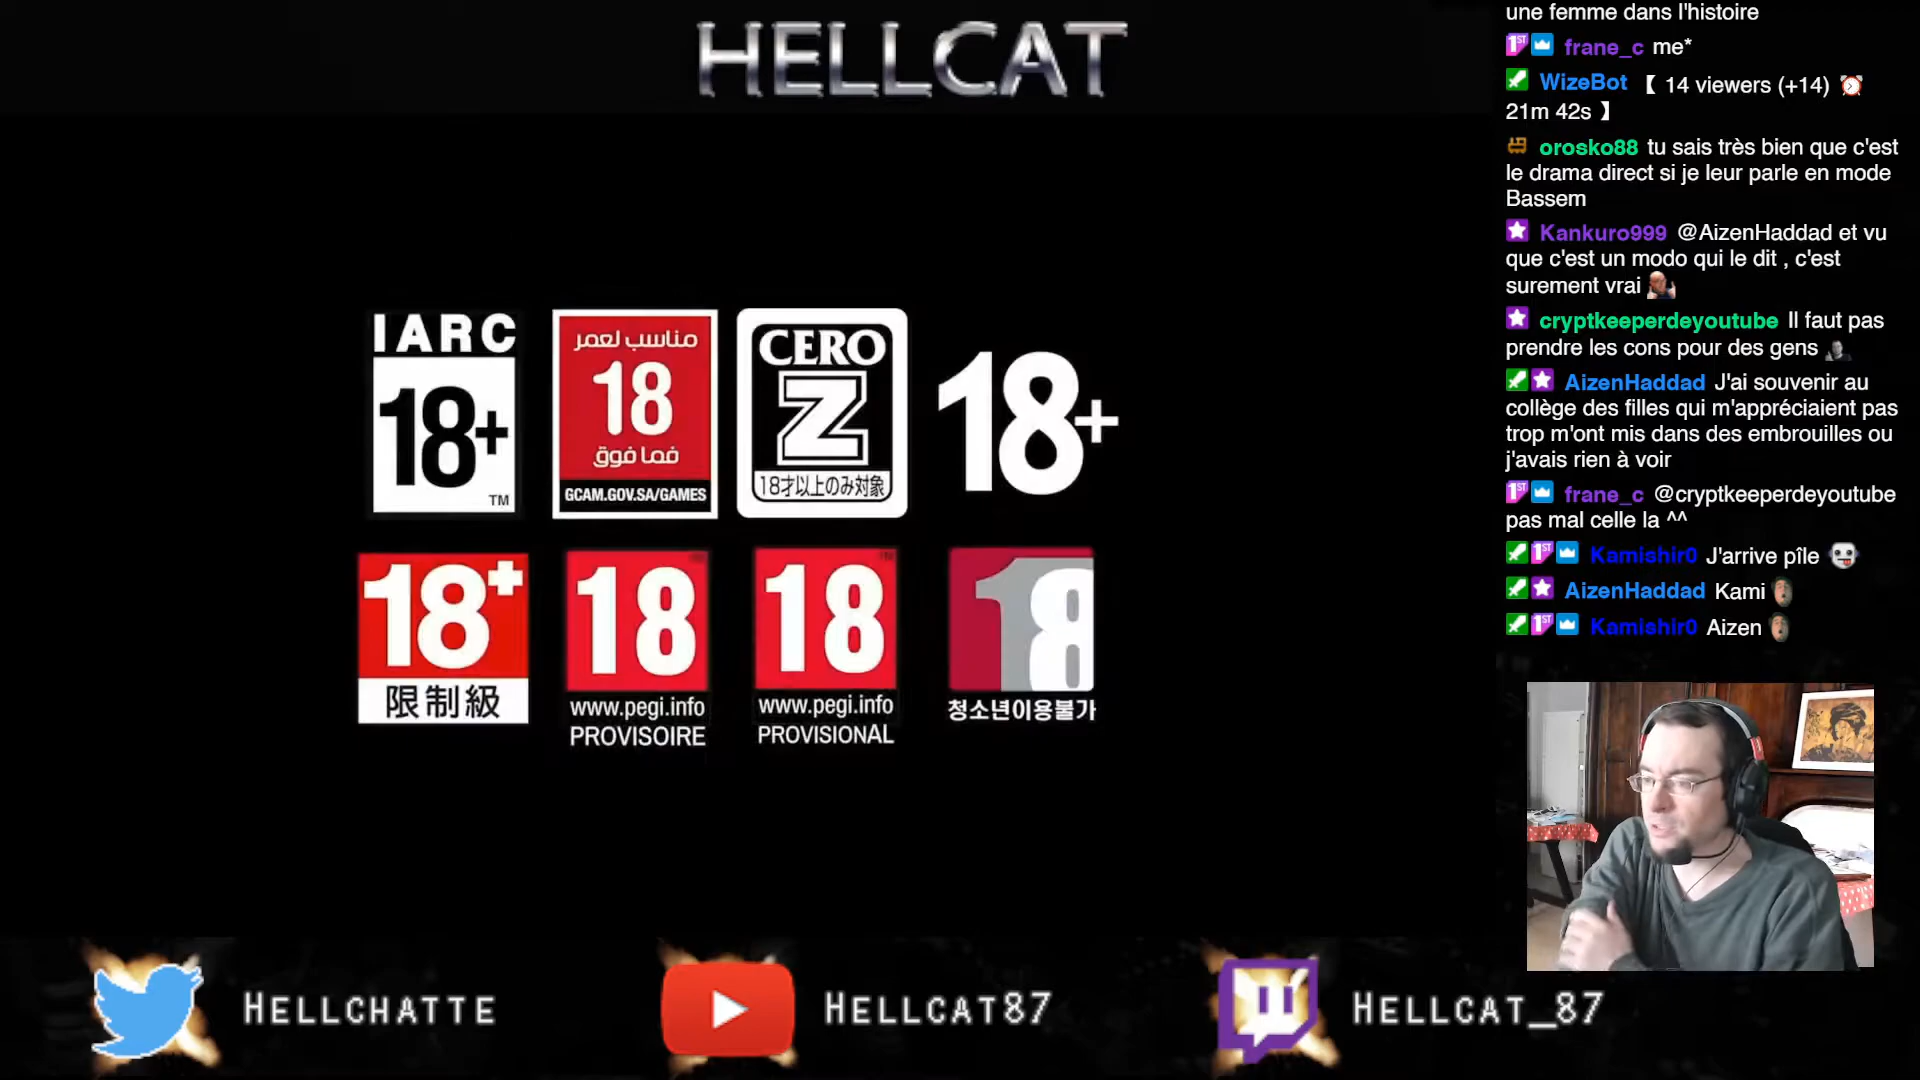 HELLCAT
IARC
18+
TM
مناسب لعمر
18
فما فوق
GCAM.GOV.SA/GAMES
CERO
Z
18才以上のみ対象
18+
18+
限制級
18
www.pegi.info
PROVISOIRE
18
www.pegi.info
PROVISIONAL
18
청소년이용불가
une femme dans l'histoire
frane_c me*
WizeBot 【 14 viewers (+14)
21m 42s 】
orosko88 tu sais très bien que c'est
le drama direct si je leur parle en mode
Bassem
Kankuro999 @AizenHaddad et vu
que c'est un modo qui le dit , c'est
surement vrai
cryptkeeperdeyoutube Il faut pas
prendre les cons pour des gens
AizenHaddad J'ai souvenir au
collège des filles qui m'appréciaient pas
trop m'ont mis dans des embrouilles ou
j'avais rien à voir
1ST frane_c @cryptkeeperdeyoutube
pas mal celle la ^^
1ST Kamishir0 J'arrive pîle
AizenHaddad Kami
1ST Kamishir0 Aizen
HELLCHATTE
HELLCAT87
HELLCAT_87